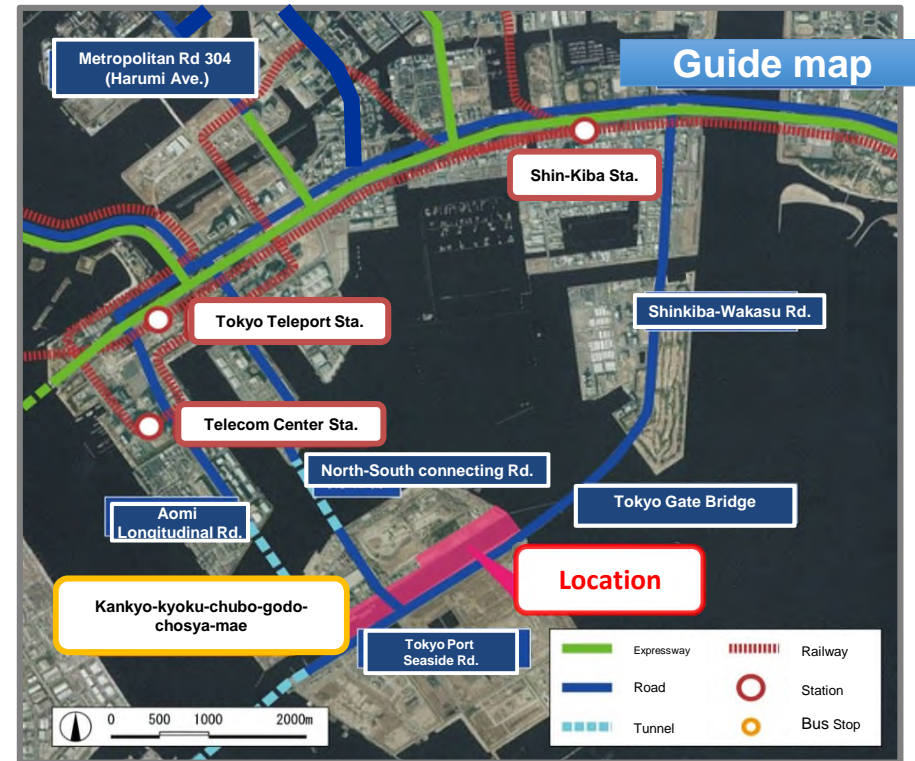 Guide map
Metropolitan Rd 304
(Harumi Ave.)
Shin-Kiba Sta.
Shinkiba-Wakasu Rd.
Tokyo Teleport Sta.
Telecom Center Sta.
North-South connecting Rd.
Tokyo Gate Bridge
Aomi
Longitudinal Rd.
Location
Kankyo-kyoku-chubo-godo-
chosya-mae
Tokyo Port
Seaside Rd.
Expressway
Railway
Road
Station
Tunnel
Bus Stop
0 500 1000 2000m